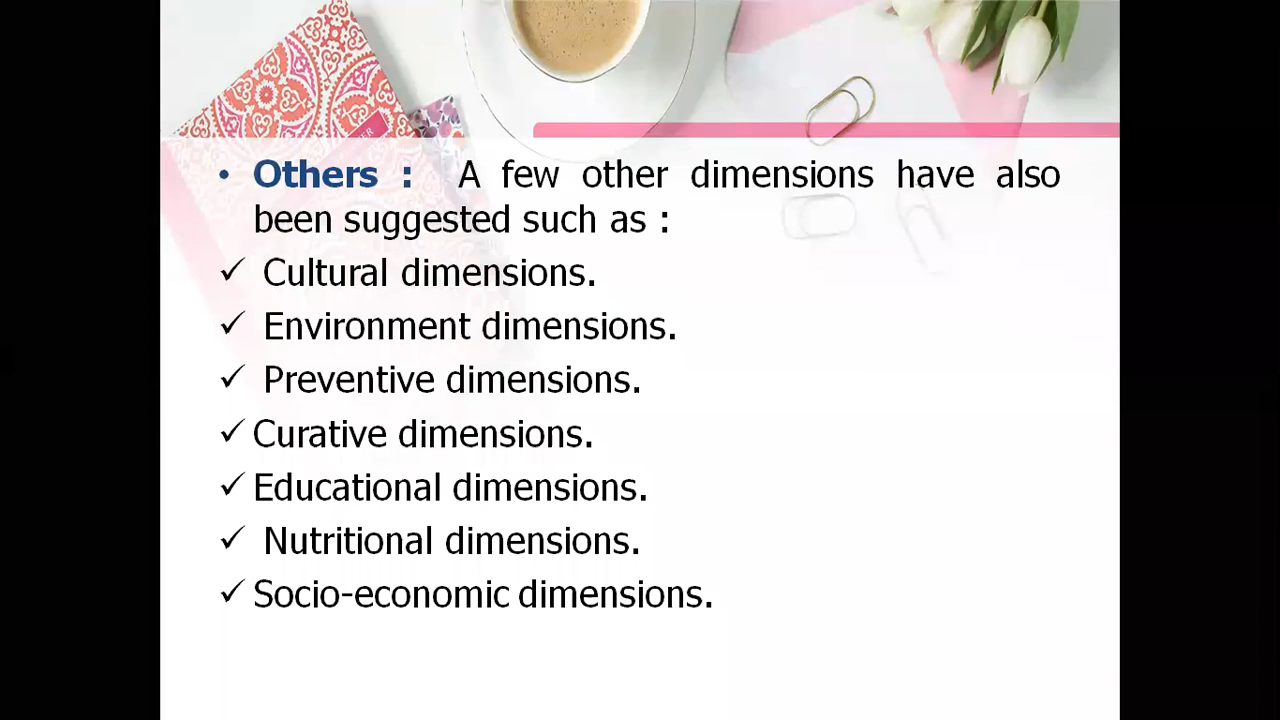 • Others : A few other dimensions have also
been suggested such as :
✓ Cultural dimensions.
✓ Environment dimensions.
✓ Preventive dimensions.
✓ Curative dimensions.
✓ Educational dimensions.
✓ Nutritional dimensions.
✓ Socio-economic dimensions.